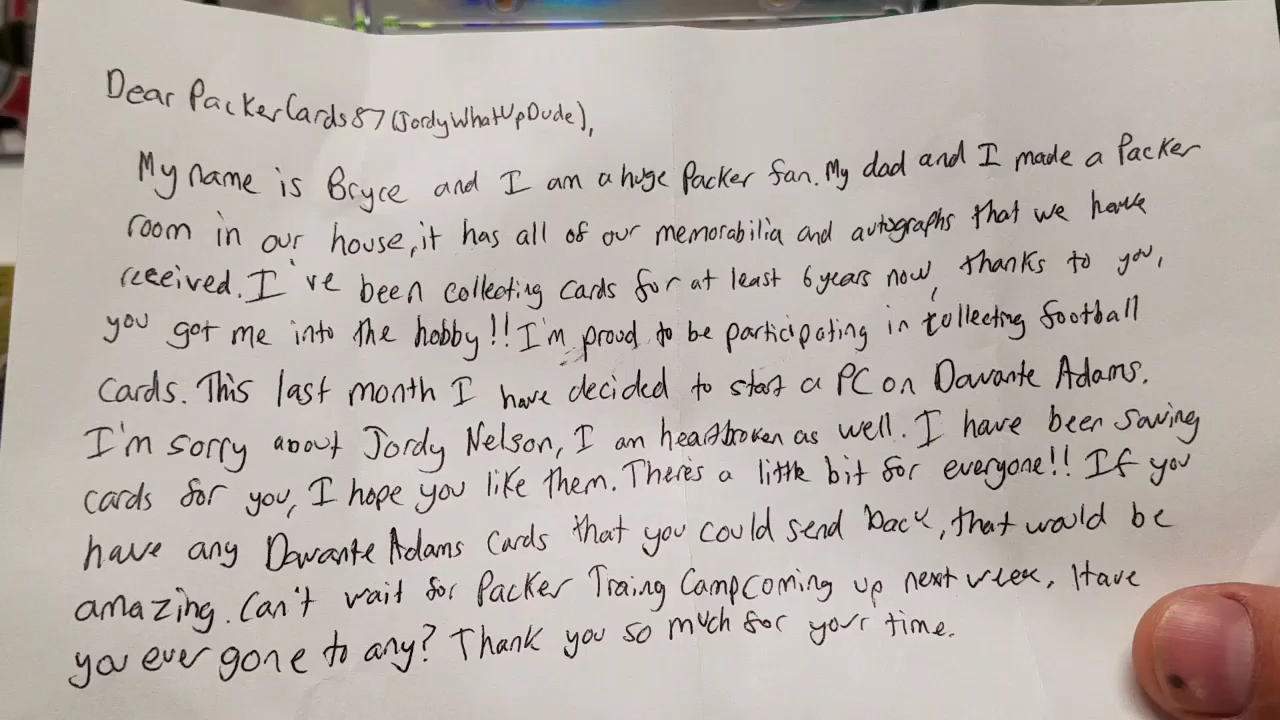 Dear PackerCards87 (JordyWhatUpDude),
My name is Bryce and I am a huge Packer fan. My dad and I made a Packer
room in our house, it has all of our memorabilia and autographs that we have
received. I've been collecting cards for at least 6 years now, thanks to you,
you got me into the hobby!! I'm proud to be participating in collecting football
cards. This last month I have decided to start a PC on Davante Adams.
I'm sorry about Jordy Nelson, I am heartbroken as well. I have been saving
cards for you, I hope you like them. There's a little bit for everyone!! If you
have any Davante Adams cards that you could send back, that would be
amazing. Can't wait for Packer Traing Camp coming up next week, Have
you ever gone to any? Thank you so much for your time.